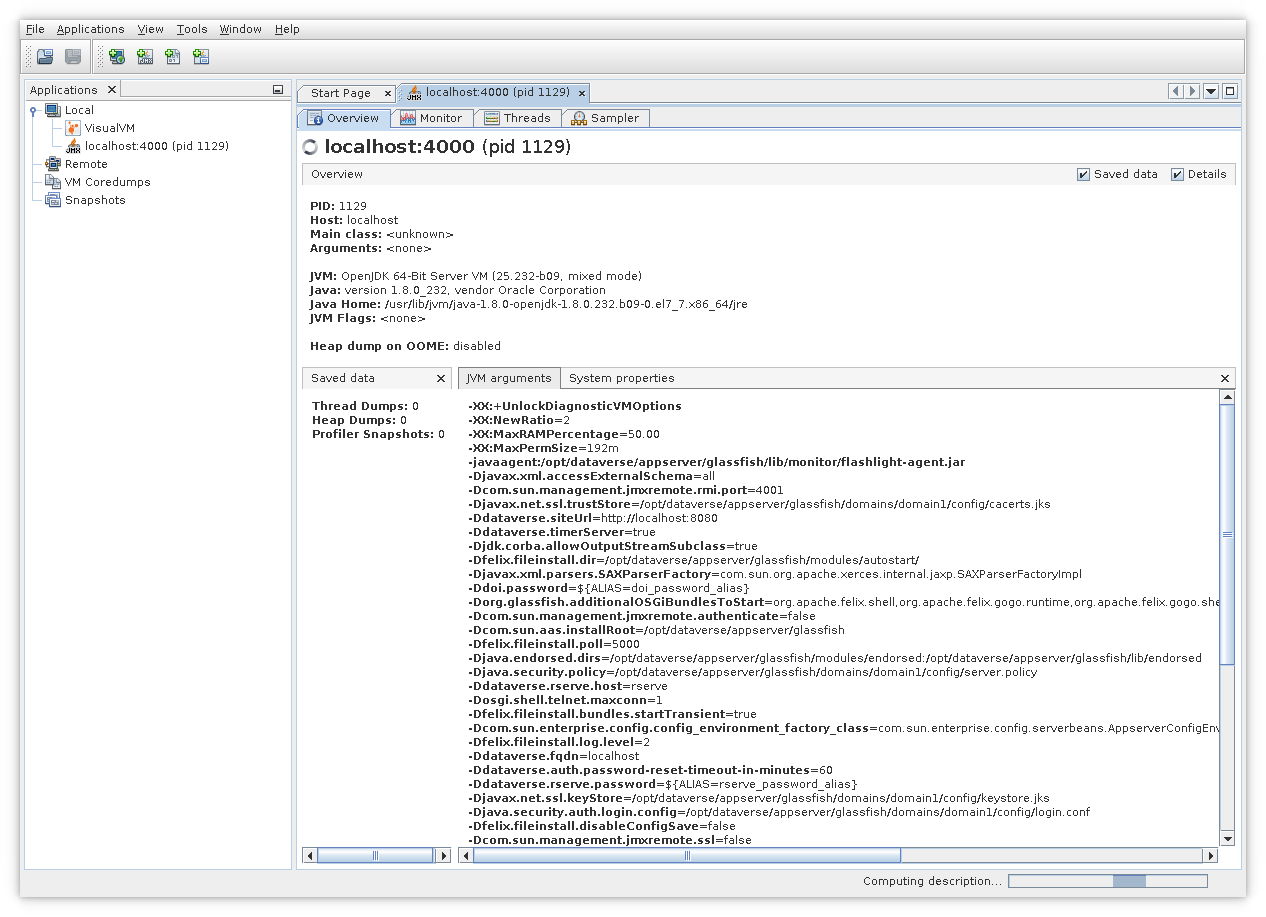 File Applications View Tools Window Help
Applications
Local
VisualVM
localhost:4000 (pid 1129)
Remote
VM Coredumps
Snapshots
Start Page
localhost:4000 (pid 1129)
Overview Monitor Threads Sampler
localhost:4000 (pid 1129)
Overview Saved data Details
PID: 1129
Host: localhost
Main class: <unknown>
Arguments: <none>
JVM: OpenJDK 64-Bit Server VM (25.232-b09, mixed mode)
Java: version 1.8.0_232, vendor Oracle Corporation
Java Home: /usr/lib/jvm/java-1.8.0-openjdk-1.8.0.232.b09-0.el7_7.x86_64/jre
JVM Flags: <none>
Heap dump on OOME: disabled
Saved data
Thread Dumps: 0
Heap Dumps: 0
Profiler Snapshots: 0
JVM arguments System properties
-XX:+UnlockDiagnosticVMOptions
-XX:NewRatio=2
-XX:MaxRAMPercentage=50.00
-XX:MaxPermSize=192m
-javaagent:/opt/dataverse/appserver/glassfish/lib/monitor/flashlight-agent.jar
-Djavax.xml.accessExternalSchema=all
-Dcom.sun.management.jmxremote.rmi.port=4001
-Djavax.net.ssl.trustStore=/opt/dataverse/appserver/glassfish/domains/domain1/config/cacerts.jks
-Ddataverse.siteUrl=http://localhost:8080
-Ddataverse.timerServer=true
-Djdk.corba.allowOutputStreamSubclass=true
-Dfelix.fileinstall.dir=/opt/dataverse/appserver/glassfish/modules/autostart/
-Djavax.xml.parsers.SAXParserFactory=com.sun.org.apache.xerces.internal.jaxp.SAXParserFactoryImpl
-Ddoi.password=${ALIAS=doi_password_alias}
-Dorg.glassfish.additionalOSGiBundlesToStart=org.apache.felix.shell,org.apache.felix.gogo.runtime,org.apache.felix.gogo.she
-Dcom.sun.management.jmxremote.authenticate=false
-Dcom.sun.aas.installRoot=/opt/dataverse/appserver/glassfish
-Dfelix.fileinstall.poll=5000
-Djava.endorsed.dirs=/opt/dataverse/appserver/glassfish/modules/endorsed:/opt/dataverse/appserver/glassfish/lib/endorsed
-Djava.security.policy=/opt/dataverse/appserver/glassfish/domains/domain1/config/server.policy
-Ddataverse.rserve.host=rserve
-Dosgi.shell.telnet.maxconn=1
-Dfelix.fileinstall.bundles.startTransient=true
-Dcom.sun.enterprise.config.config_environment_factory_class=com.sun.enterprise.config.serverbeans.AppserverConfigEnv
-Dfelix.fileinstall.log.level=2
-Ddataverse.fqdn=localhost
-Ddataverse.auth.password-reset-timeout-in-minutes=60
-Ddataverse.rserve.password=${ALIAS=rserve_password_alias}
-Djavax.net.ssl.keyStore=/opt/dataverse/appserver/glassfish/domains/domain1/config/keystore.jks
-Djava.security.auth.login.config=/opt/dataverse/appserver/glassfish/domains/domain1/config/login.conf
-Dfelix.fileinstall.disableConfigSave=false
-Dcom.sun.management.jmxremote.ssl=false
Computing description...